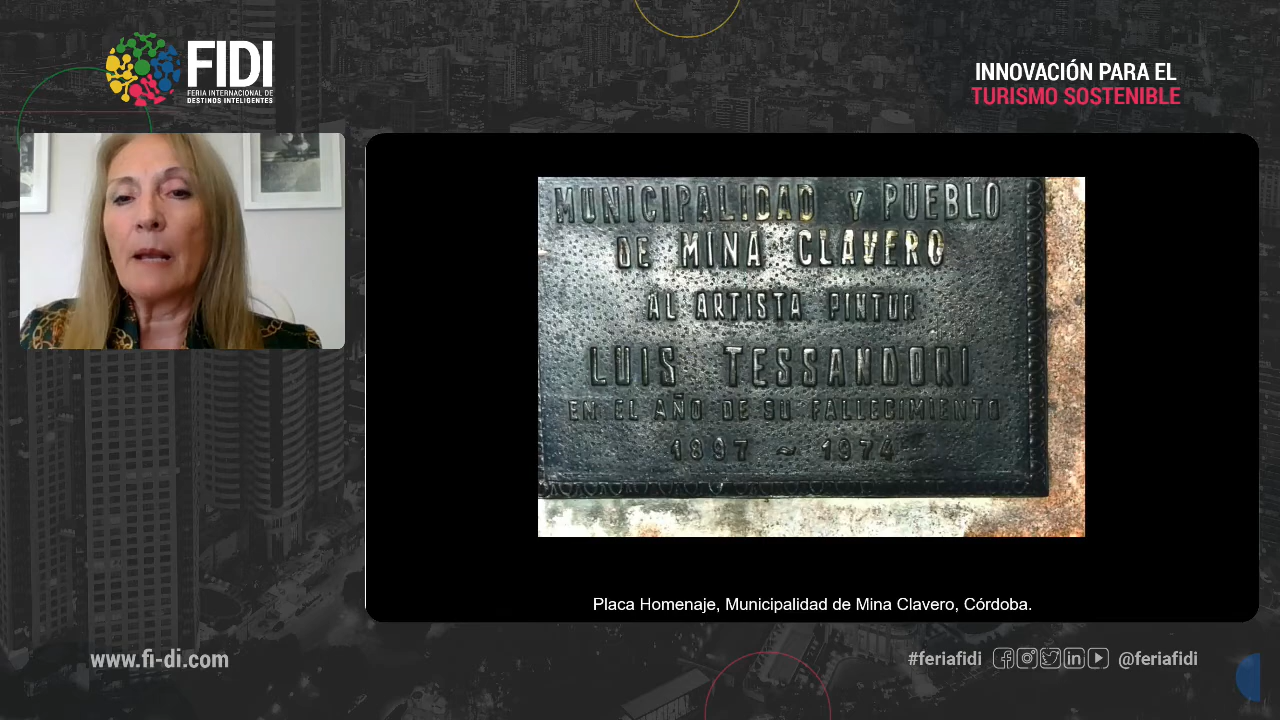 FIDI
FERIA INTERNACIONAL DE
DESTINOS INTELIGENTES
INNOVACIÓN PARA EL
TURISMO SOSTENIBLE
MUNICIPALIDAD y PUEBLO
DE MINA CLAVERO
AL ARTISTA PINTOR
LUIS TESSANDORI
EN EL AÑO DE SU FALLECIMIENTO
1897 ~ 1974
Placa Homenaje, Municipalidad de Mina Clavero, Córdoba.
www.fi-di.com
#feriafidi
@feriafidi